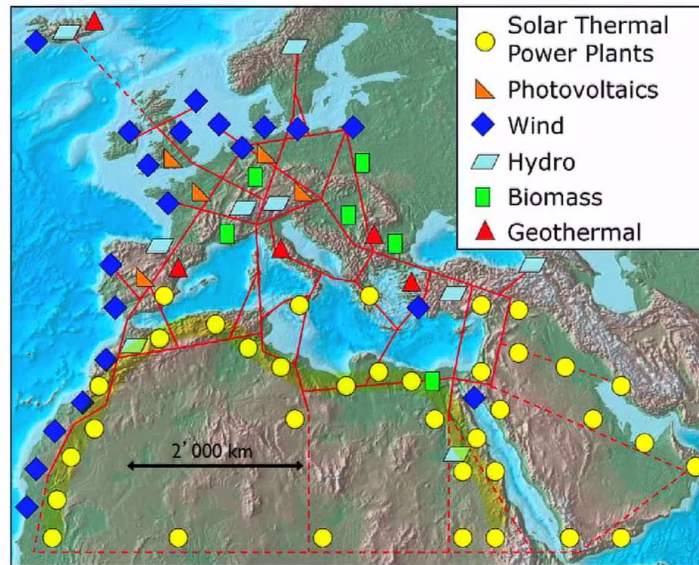 Solar Thermal
Power Plants
Photovoltaics
Wind
Hydro
Biomass
Geothermal
2’000 km